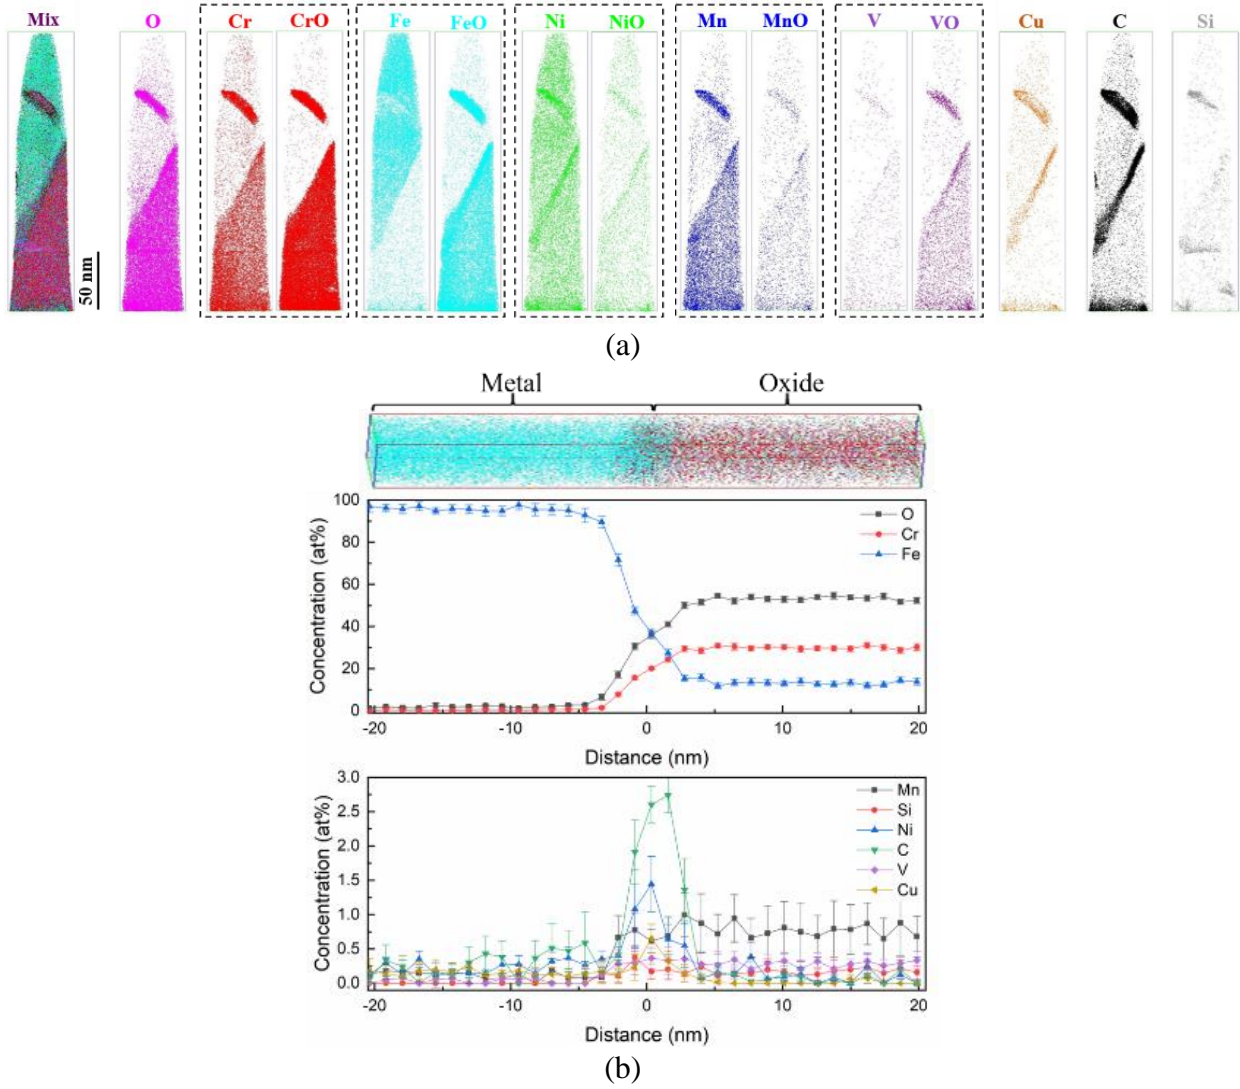 Mix O Cr CrO Fe FeO Ni NiO Mn MnO V VO Cu C Si
50 nm
(a)
Metal Oxide
100
80
60
40
20
0
Concentration (at%)
O
Cr
Fe
-20 -10 0 10 20
Distance (nm)
3.0
2.5
2.0
1.5
1.0
0.5
0.0
Concentration (at%)
Mn
Si
Ni
C
V
Cu
-20 -10 0 10 20
Distance (nm)
(b)